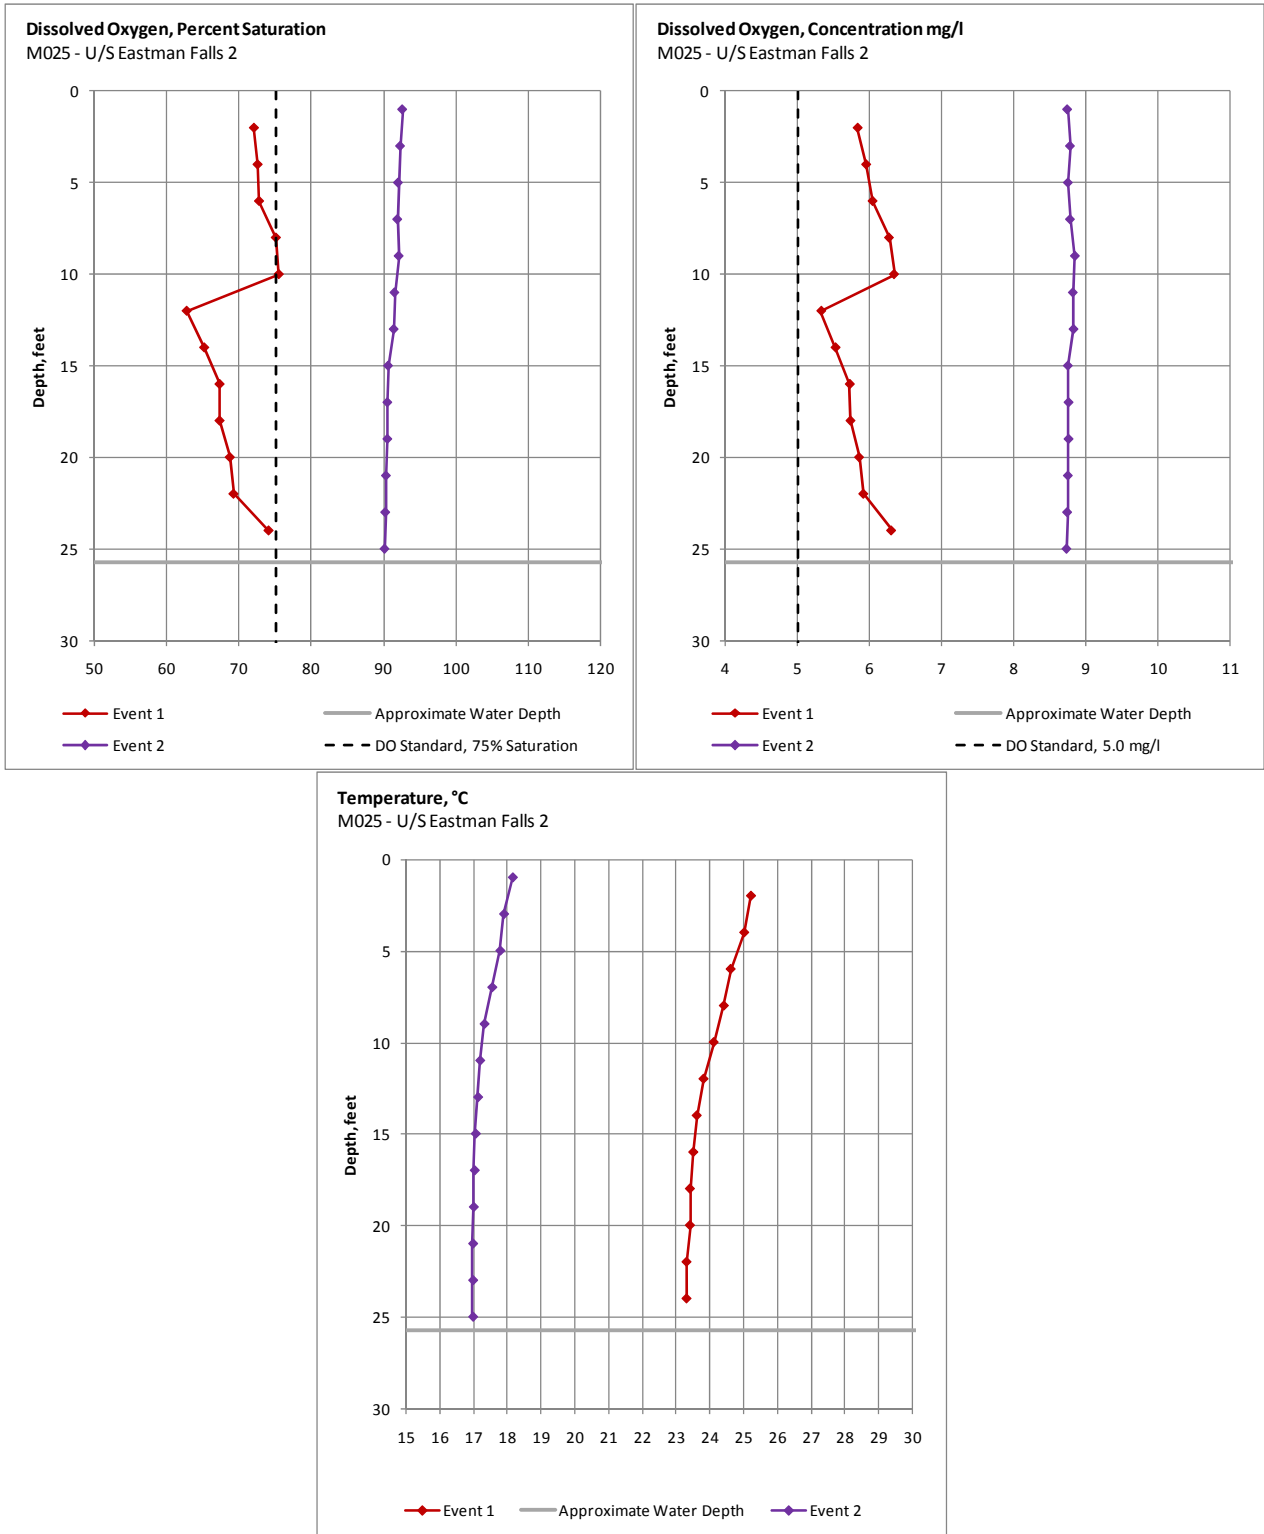 Dissolved Oxygen, Percent Saturation
M025 - U/S Eastman Falls 2
0
5
10
15
20
25
30
Depth, feet
50 60 70 80 90 100 110 120
Event 1 Approximate Water Depth
Event 2 DO Standard, 75% Saturation
Dissolved Oxygen, Concentration mg/l
M025 - U/S Eastman Falls 2
0
5
10
15
20
25
30
Depth, feet
4 5 6 7 8 9 10 11
Event 1 Approximate Water Depth
Event 2 DO Standard, 5.0 mg/l
Temperature, °C
M025 - U/S Eastman Falls 2
0
5
10
15
20
25
30
Depth, feet
15 16 17 18 19 20 21 22 23 24 25 26 27 28 29 30
Event 1 Approximate Water Depth Event 2